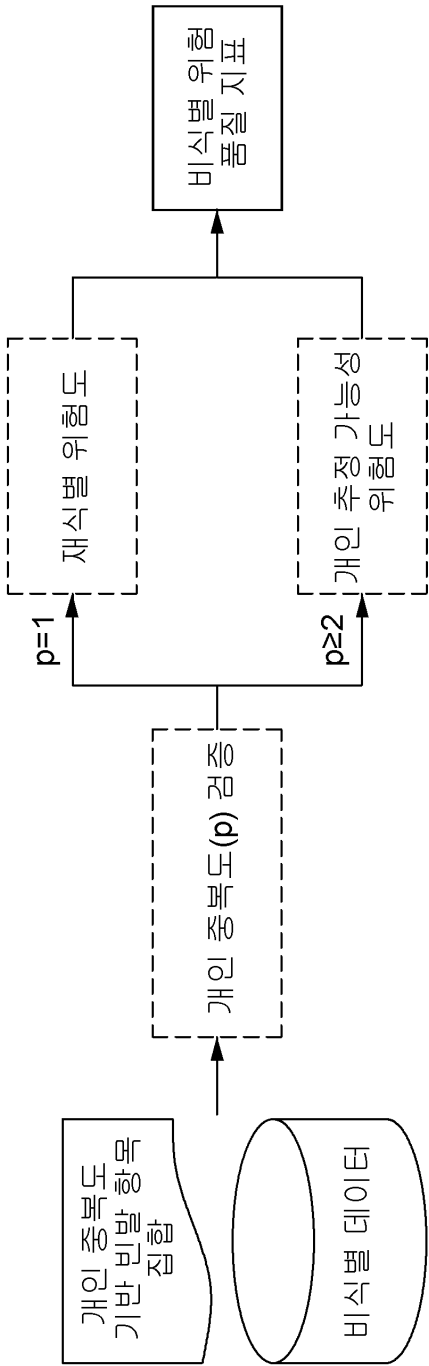 개인 중복도
기반 빈발 항목
집합
비식별 데이터
개인 중복도(p) 검증
p=1
재식별 위험도
p≥2
개인 추정 가능성
위험도
비식별 위험
품질 지표